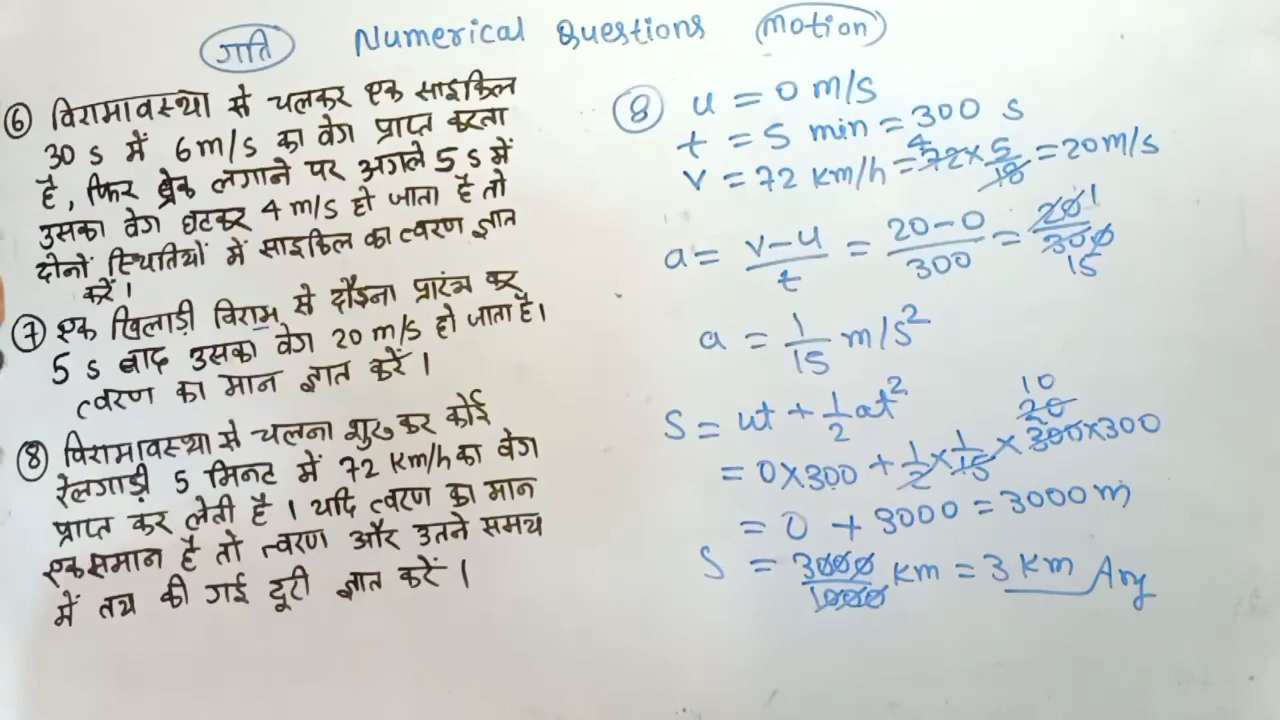 गति Numerical Questions (motion)
⑥ विरामावस्था से चलकर एक साइकिल
30 s में 6 m/s का वेग प्राप्त करता
है, फिर ब्रेक लगाने पर अगले 5 s में
उसका वेग घटकर 4 m/s हो जाता है तो
दोनों स्थितियों में साइकिल का त्वरण ज्ञात
करें।
⑦ एक खिलाड़ी विराम से दौड़ना प्रारंभ कर
5 s बाद उसका वेग 20 m/s हो जाता है।
त्वरण का मान ज्ञात करें।
⑧ विरामावस्था से चलना शुरू कर कोई
रेलगाड़ी 5 मिनट में 72 km/h का वेग
प्राप्त कर लेती है। यदि त्वरण का मान
एकसमान है तो त्वरण और उतने समय
में तय की गई दूरी ज्ञात करें।
⑧ u = 0 m/s
t = 5 min = 300 s
v = 72 km/h = 72 × 5/18 = 20 m/s
4
a = v-u/t = 20-0/300 = 20/300
1
15
a = 1/15 m/s²
S = ut + 1/2 at²
10
20
= 0×300 + 1/2 × 1/15 × 300×300
= 0 + 3000 = 3000 m
S = 3000/1000 km = 3 km Ans